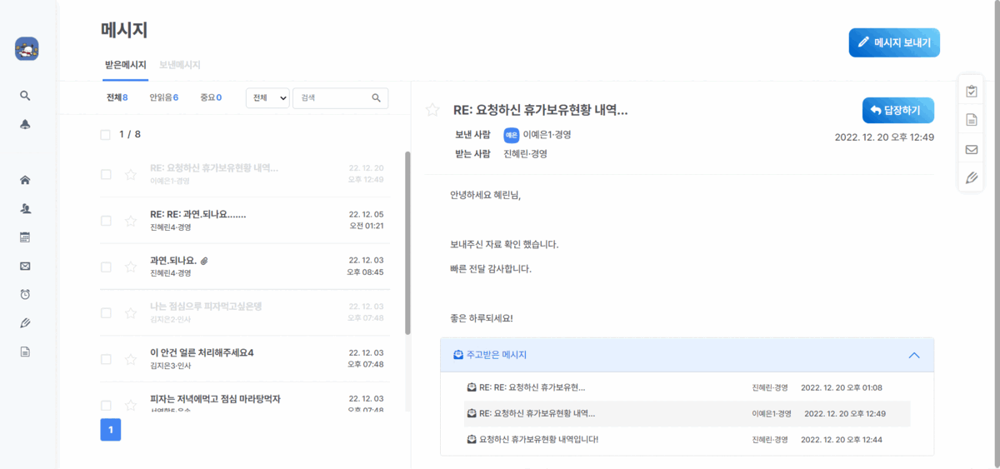 메시지
메시지 보내기
받은메시지 보낸메시지
전체8 안읽음6 중요0 전체 검색
1 / 8
RE: 요청하신 휴가보유현황 내역... 22. 12. 20
이예은1·경영 오후 12:49
RE: RE: 과연.되나요....... 22. 12. 05
진혜린4·경영 오전 01:21
과연.되나요. 22. 12. 03
진혜린4·경영 오후 08:45
나는 점심으루 피자먹고싶은뎅 22. 12. 03
김지은2·인사 오후 07:48
이 안건 얼른 처리해주세요4 22. 12. 03
김지은3·인사 오후 07:48
피자는 저녁에먹고 점심 마라탕먹자 22. 12. 03
오후 07:48
1
RE: 요청하신 휴가보유현황 내역... 답장하기
보낸 사람 예은 이예은1·경영 2022. 12. 20 오후 12:49
받는 사람 진혜린·경영
안녕하세요 혜린님,
보내주신 자료 확인 했습니다.
빠른 전달 감사합니다.
좋은 하루되세요!
주고받은 메시지
RE: RE: 요청하신 휴가보유현... 진혜린·경영 2022. 12. 20 오후 01:08
RE: 요청하신 휴가보유현황 내역... 이예은1·경영 2022. 12. 20 오후 12:49
요청하신 휴가보유현황 내역입니다! 진혜린·경영 2022. 12. 20 오후 12:44